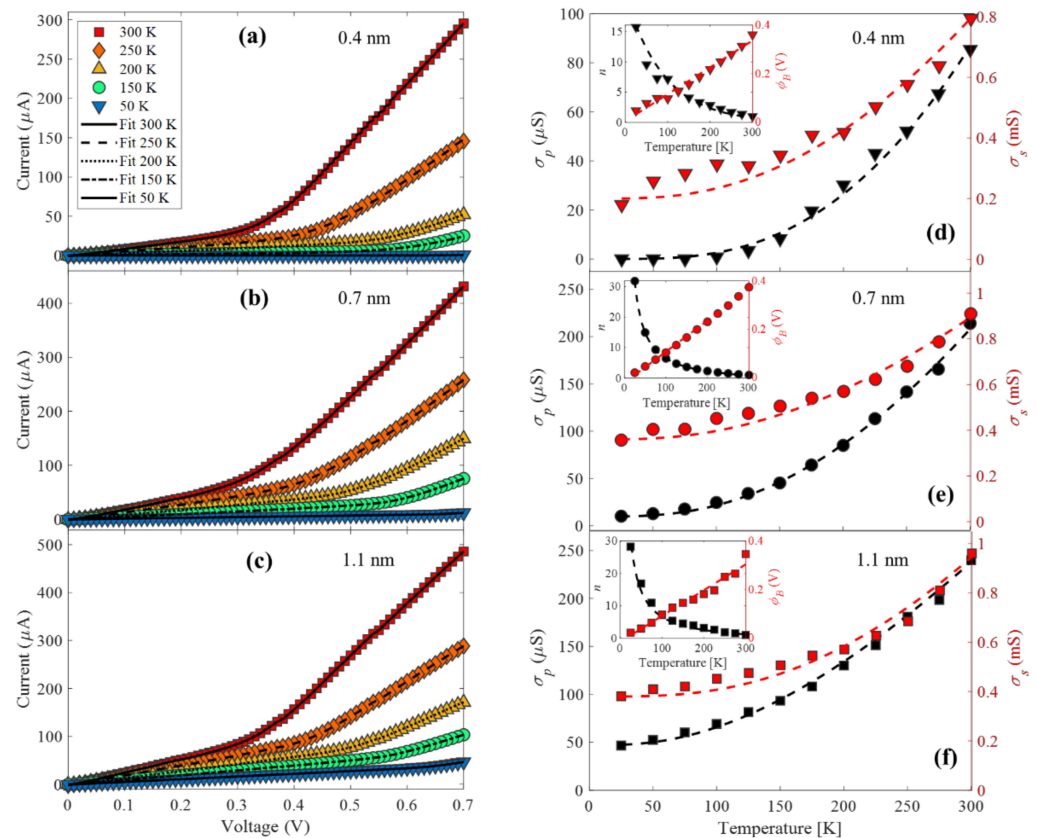 (a)
0.4 nm
300 K
250 K
200 K
150 K
50 K
Fit 300 K
Fit 250 K
Fit 200 K
Fit 150 K
Fit 50 K
Current (μA)
300
250
200
150
100
50
0
(b)
0.7 nm
Current (μA)
400
300
200
100
0
(c)
1.1 nm
Current (μA)
500
400
300
200
100
0
0 0.1 0.2 0.3 0.4 0.5 0.6 0.7
Voltage (V)
(d)
0.4 nm
σp (μS)
100
80
60
40
20
0
σs (mS)
0.8
0.6
0.4
0.2
0
n
15
10
5
0
ϕB (V)
0.4
0.2
0
0 100 200 300
Temperature [K]
(e)
0.7 nm
σp (μS)
250
200
150
100
50
0
σs (mS)
1
0.8
0.6
0.4
0.2
0
n
30
20
10
0
ϕB (V)
0.4
0.2
0
0 100 200 300
Temperature [K]
(f)
1.1 nm
σp (μS)
250
200
150
100
50
0
σs (mS)
1
0.8
0.6
0.4
0.2
0
n
30
20
10
0
ϕB (V)
0.4
0.2
0
0 100 200 300
Temperature [K]
0 50 100 150 200 250 300
Temperature [K]